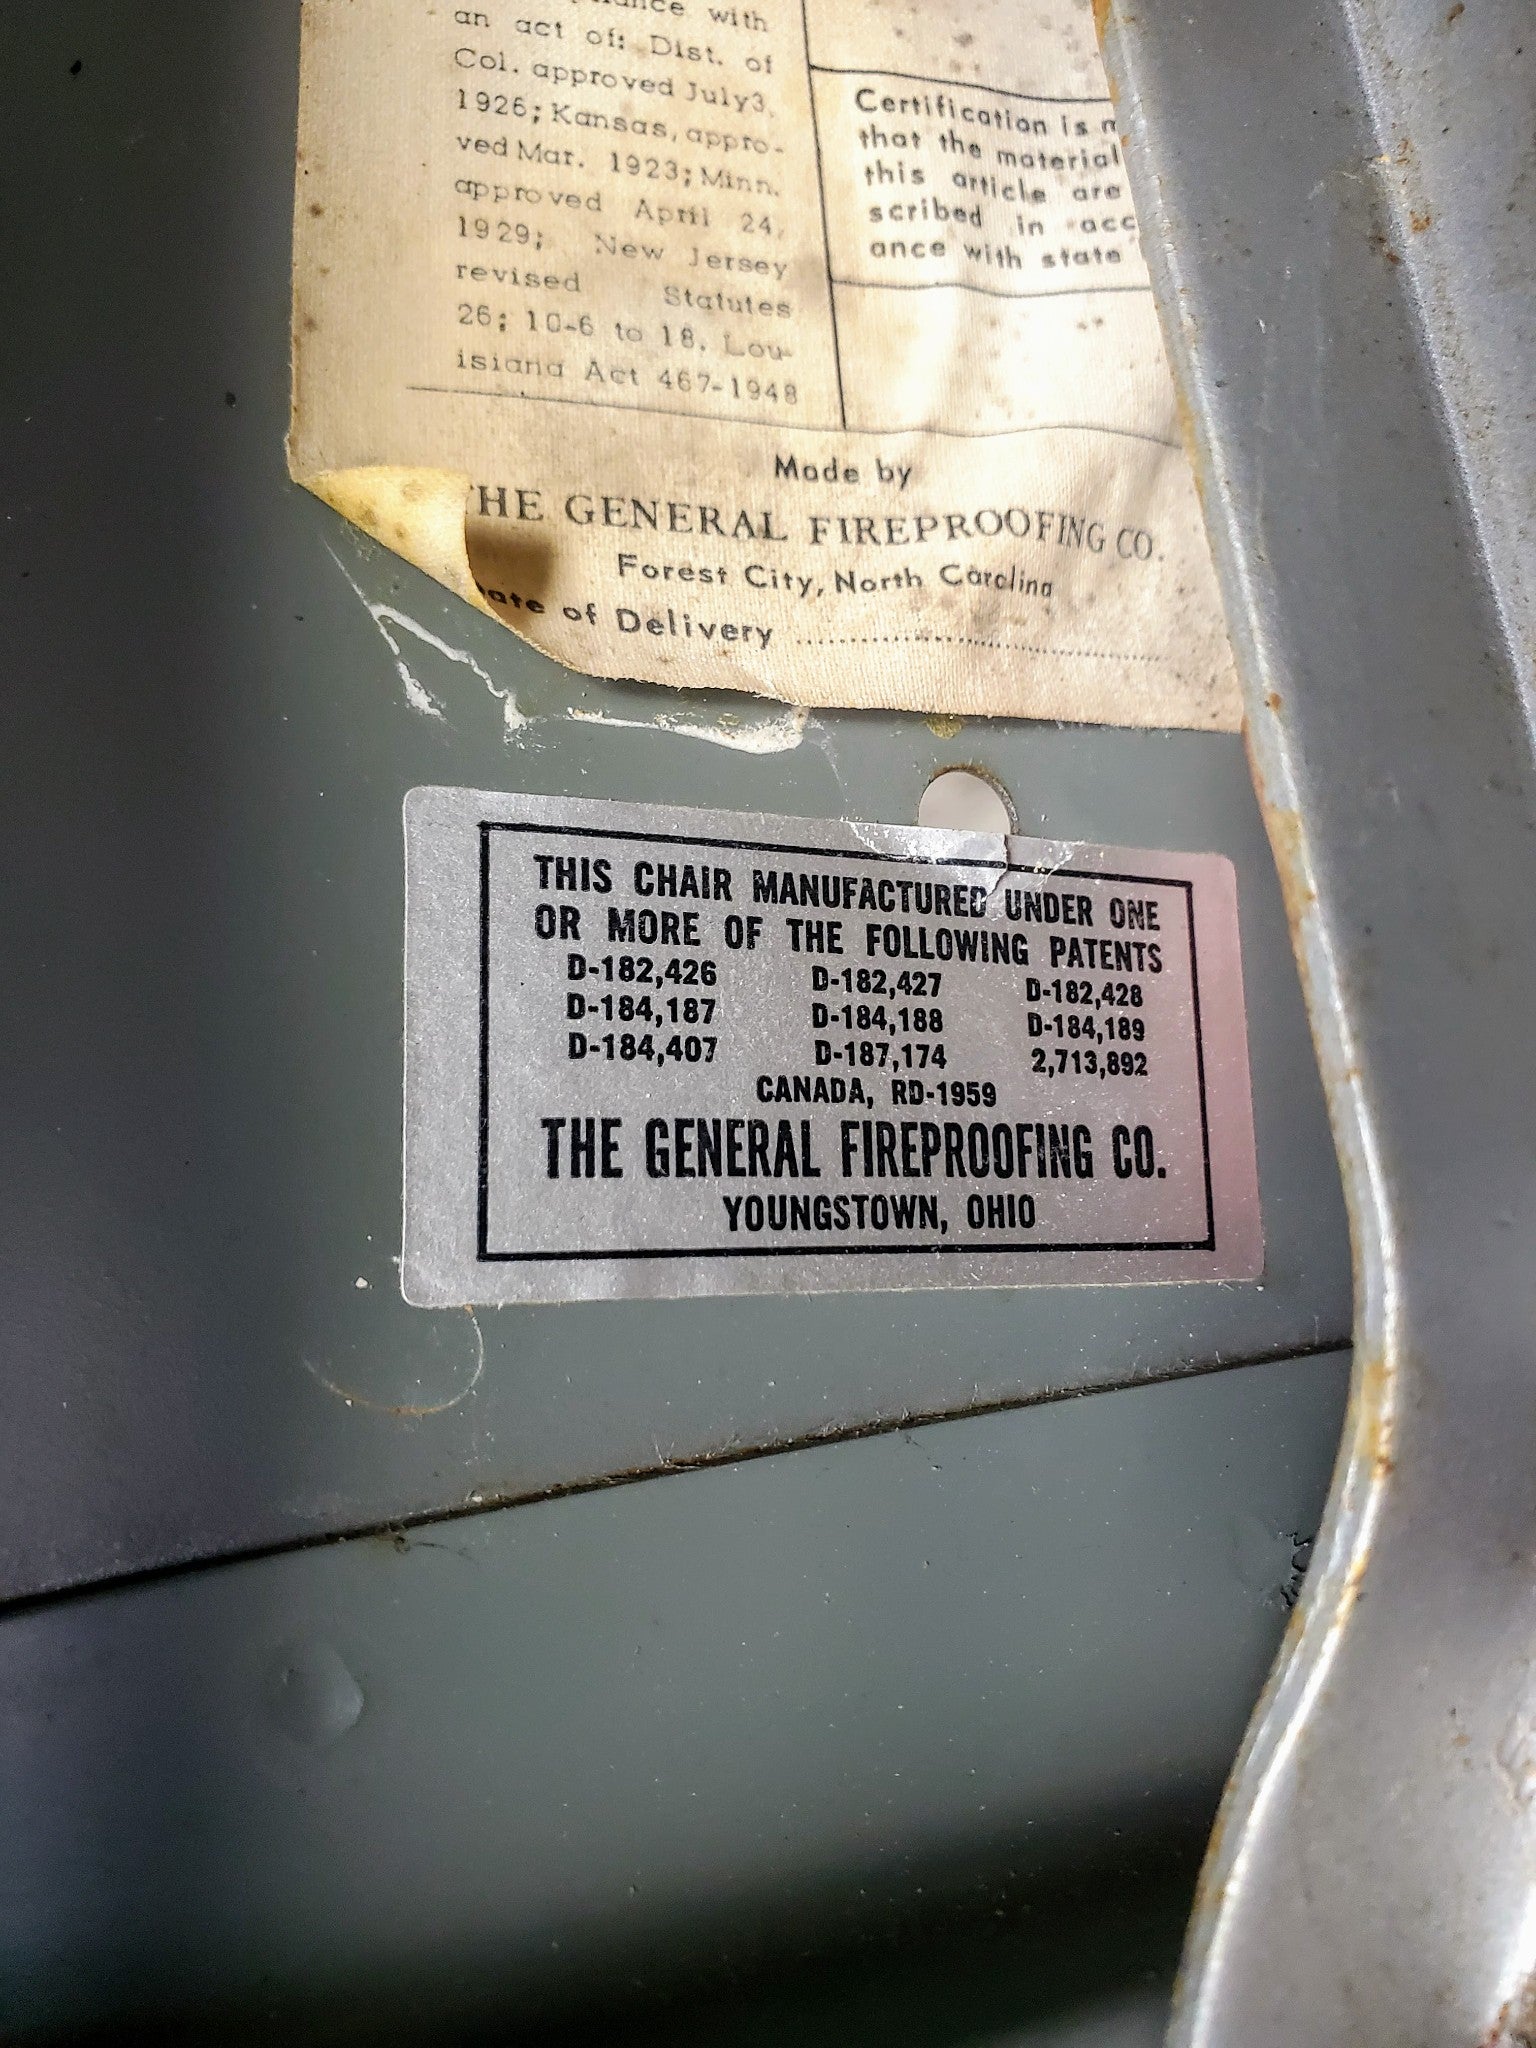 with
an act of: Dist. of
Col. approved July3,
1926; Kansas, appro-
ved Mar. 1923; Minn.
approved April 24,
1929; New Jersey
revised Statutes
26; 10-6 to 18. Lou-
isiana Act 467-1948
Certification is
that the material
this article are
scribed in acc
ance with state
Made by
THE GENERAL FIREPROOFING CO.
Forest City, North Carolina
Date of Delivery
THIS CHAIR MANUFACTURED UNDER ONE
OR MORE OF THE FOLLOWING PATENTS
D-182,426 D-182,427 D-182,428
D-184,187 D-184,188 D-184,189
D-184,407 D-187,174 2,713,892
CANADA, RD-1959
THE GENERAL FIREPROOFING CO.
YOUNGSTOWN, OHIO